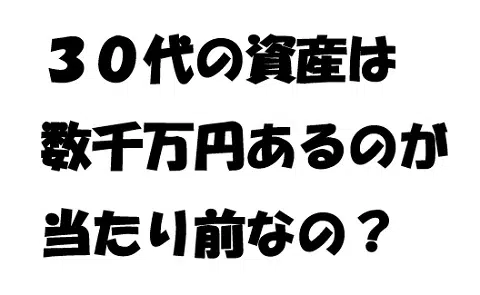 ３０代の資産は
数千万円あるのが
当たり前なの？